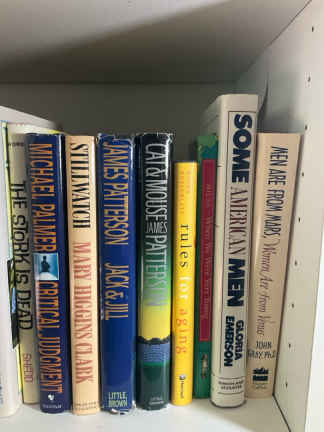 THE STORK IS DEAD
SHEDD
MICHAEL PALMER
CRITICAL JUDGMENT
STILLWATCH
MARY HIGGINS CLARK
JAMES PATTERSON
JACK & JILL
LITTLE, BROWN
CAT & MOUSE
JAMES PATTERSON
rules for aging
SOME AMERICAN MEN
GLORIA EMERSON
MEN ARE FROM MARS,
Women Are from Venus
JOHN GRAY, PH.D.